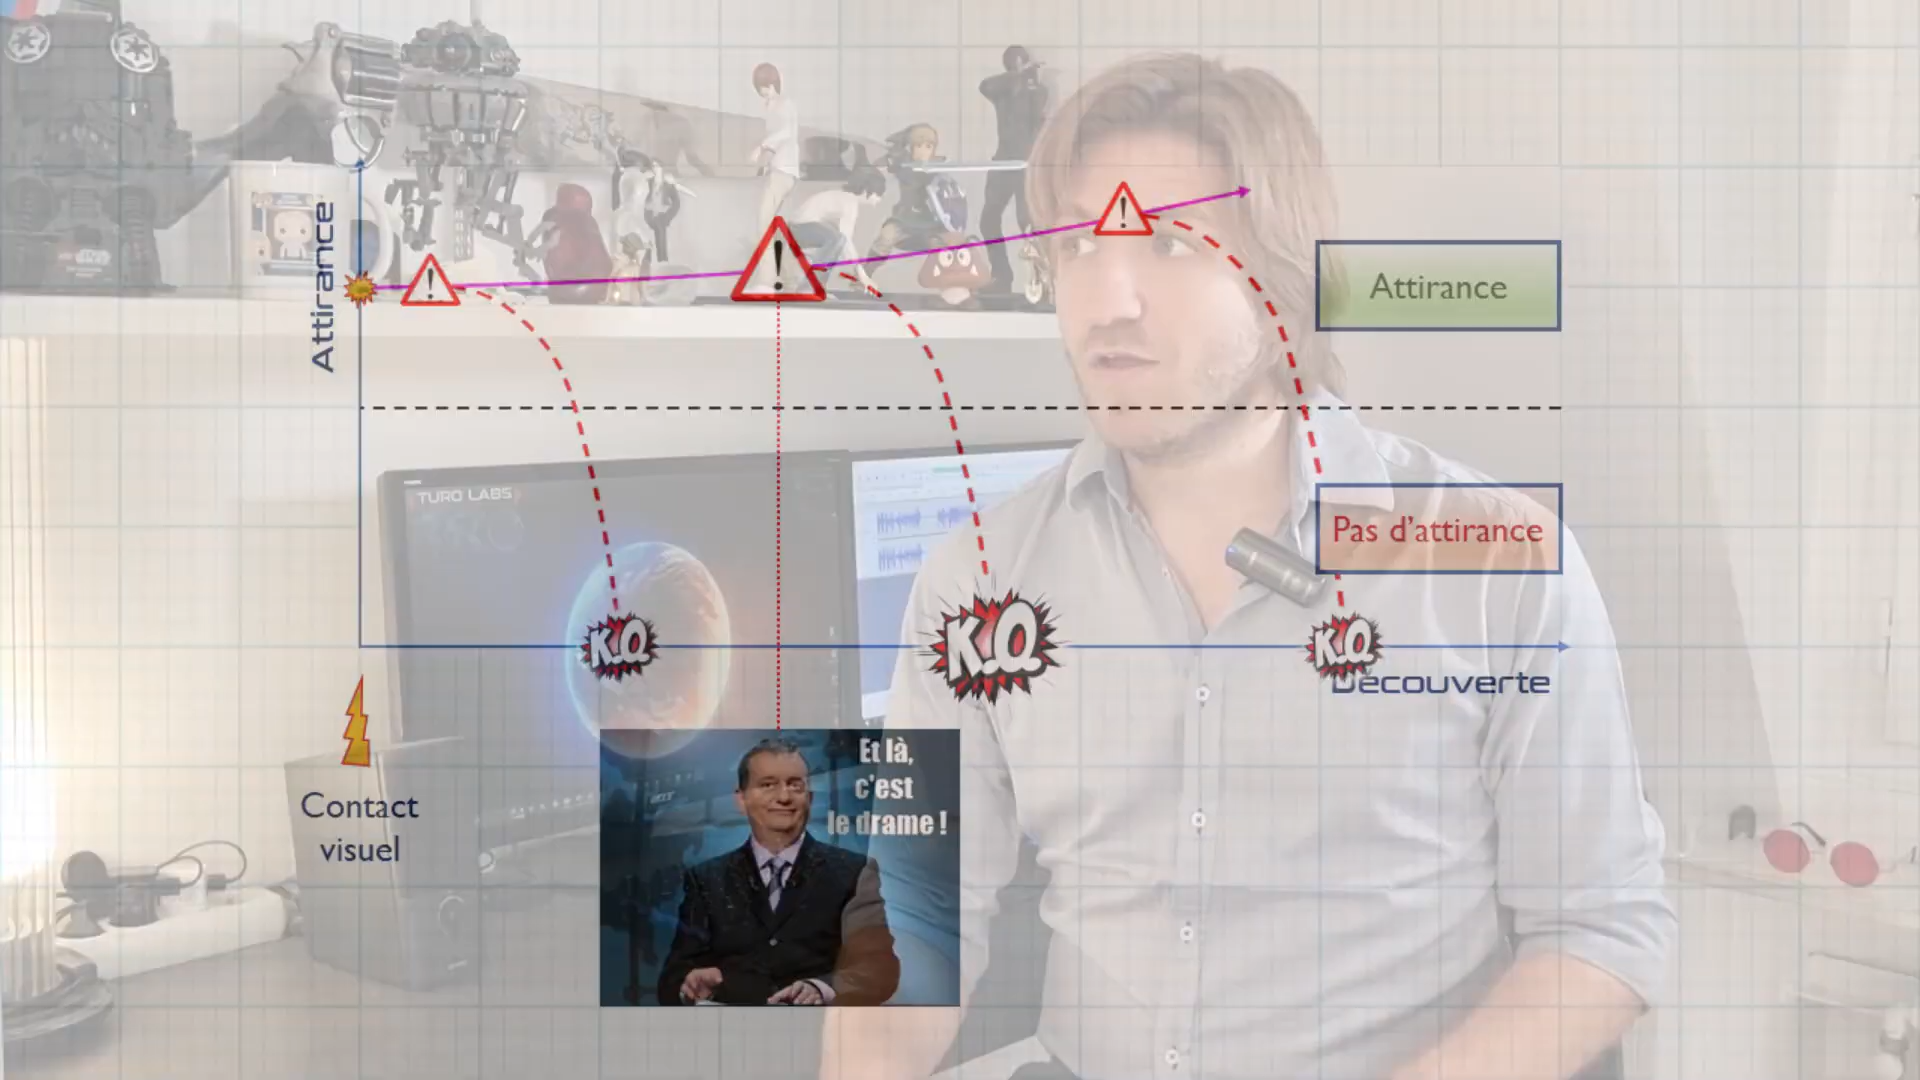 Attirance
Attirance
TURO LABS
Pas d'attirance
K.O
K.O
K.O
Découverte
Contact
visuel
Et là,
c'est
le drame !